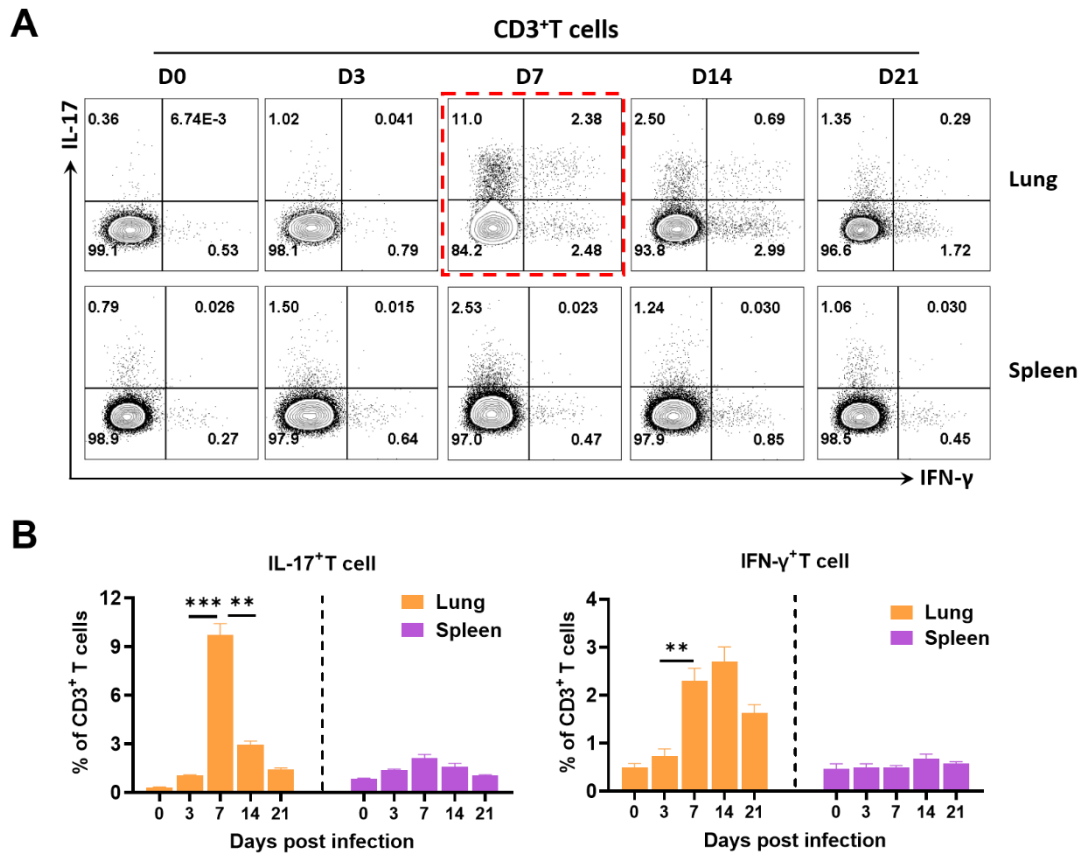 A
CD3⁺T cells
D0 D3 D7 D14 D21
IL-17
0.36 6.74E-3 1.02 0.041 11.0 2.38 2.50 0.69 1.35 0.29
Lung
99.1 0.53 98.1 0.79 84.2 2.48 93.8 2.99 96.6 1.72
0.79 0.026 1.50 0.015 2.53 0.023 1.24 0.030 1.06 0.030
Spleen
98.9 0.27 97.9 0.64 97.0 0.47 97.9 0.85 98.5 0.45
IFN-γ
B
IL-17⁺T cell
% of CD3⁺ T cells
12
9
6
3
0
*** **
Lung
Spleen
0 3 7 14 21 0 3 7 14 21
Days post infection
IFN-γ⁺T cell
% of CD3⁺ T cells
4
3
2
1
0
**
Lung
Spleen
0 3 7 14 21 0 3 7 14 21
Days post infection